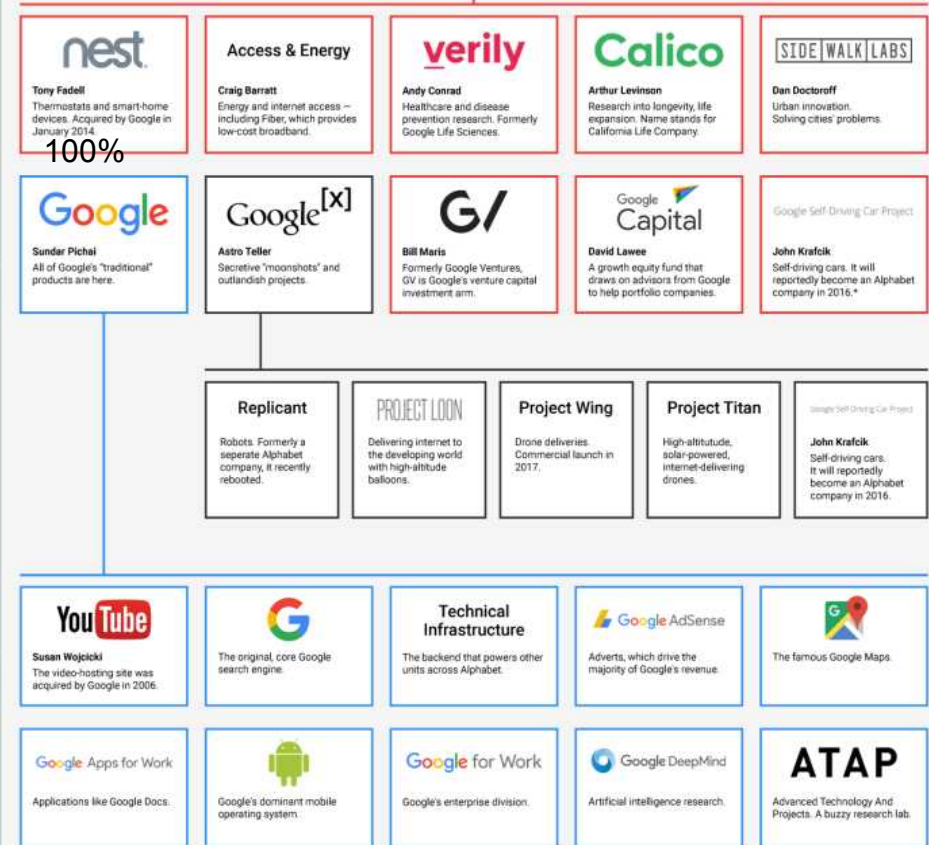 nest
Tony Fadell
Thermostats and smart-home
devices. Acquired by Google in
January 2014.
100%
Access & Energy
Craig Barratt
Energy and internet access –
including Fiber, which provides
low-cost broadband.
verily
Andy Conrad
Healthcare and disease
prevention research. Formerly
Google Life Sciences.
Calico
Arthur Levinson
Research into longevity, life
expansion. Name stands for
California Life Company.
SIDEWALK LABS
Dan Doctoroff
Urban innovation.
Solving cities' problems.
Google
Sundar Pichai
All of Google's "traditional"
products are here.
Google[x]
Astro Teller
Secretive "moonshots" and
outlandish projects.
G/
Bill Maris
Formerly Google Ventures,
GV is Google's venture capital
investment arm.
Google
Capital
David Lawee
A growth equity fund that
draws on advisors from Google
to help portfolio companies.
Google Self-Driving Car Project
John Krafcik
Self-driving cars. It will
reportedly become an Alphabet
company in 2016.*
Replicant
Robots. Formerly a
seperate Alphabet
company, it recently
rebooted.
PROJECT LOON
Delivering internet to
the developing world
with high-altitude
balloons.
Project Wing
Drone deliveries.
Commercial launch in
2017.
Project Titan
High-altitutude,
solar-powered,
internet-delivering
drones.
Google Self-Driving Car Project
John Krafcik
Self-driving cars.
It will reportedly
become an Alphabet
company in 2016.
YouTube
Susan Wojcicki
The video-hosting site was
acquired by Google in 2006.
G
The original, core Google
search engine.
Technical
Infrastructure
The backend that powers other
units across Alphabet.
Google AdSense
Adverts, which drive the
majority of Google's revenue.
G
The famous Google Maps.
Google Apps for Work
Applications like Google Docs.
Google's dominant mobile
operating system.
Google for Work
Google's enterprise division.
Google DeepMind
Artificial intelligence research.
ATAP
Advanced Technology And
Projects. A buzzy research lab.